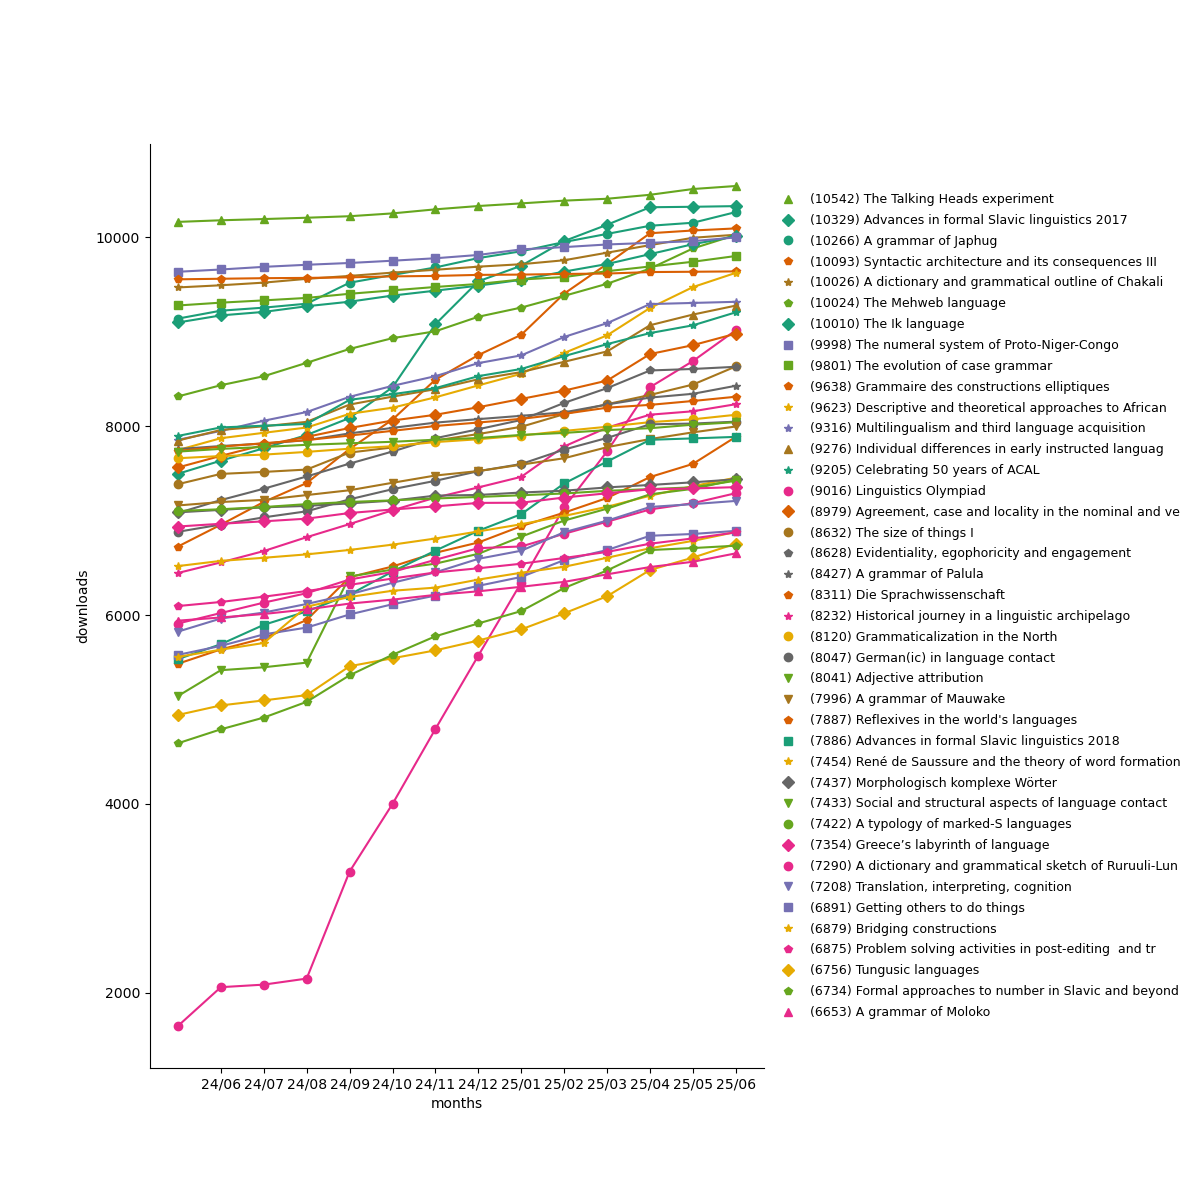 10000
8000
6000
4000
2000
downloads
24/06 24/07 24/08 24/09 24/10 24/11 24/12 25/01 25/02 25/03 25/04 25/05 25/06
months
(10542) The Talking Heads experiment
(10329) Advances in formal Slavic linguistics 2017
(10266) A grammar of Japhug
(10093) Syntactic architecture and its consequences III
(10026) A dictionary and grammatical outline of Chakali
(10024) The Mehweb language
(10010) The Ik language
(9998) The numeral system of Proto-Niger-Congo
(9801) The evolution of case grammar
(9638) Grammaire des constructions elliptiques
(9623) Descriptive and theoretical approaches to African
(9316) Multilingualism and third language acquisition
(9276) Individual differences in early instructed languag
(9205) Celebrating 50 years of ACAL
(9016) Linguistics Olympiad
(8979) Agreement, case and locality in the nominal and ve
(8632) The size of things I
(8628) Evidentiality, egophoricity and engagement
(8427) A grammar of Palula
(8311) Die Sprachwissenschaft
(8232) Historical journey in a linguistic archipelago
(8120) Grammaticalization in the North
(8047) German(ic) in language contact
(8041) Adjective attribution
(7996) A grammar of Mauwake
(7887) Reflexives in the world's languages
(7886) Advances in formal Slavic linguistics 2018
(7454) René de Saussure and the theory of word formation
(7437) Morphologisch komplexe Wörter
(7433) Social and structural aspects of language contact
(7422) A typology of marked-S languages
(7354) Greece’s labyrinth of language
(7290) A dictionary and grammatical sketch of Ruruuli-Lun
(7208) Translation, interpreting, cognition
(6891) Getting others to do things
(6879) Bridging constructions
(6875) Problem solving activities in post-editing  and tr
(6756) Tungusic languages
(6734) Formal approaches to number in Slavic and beyond
(6653) A grammar of Moloko